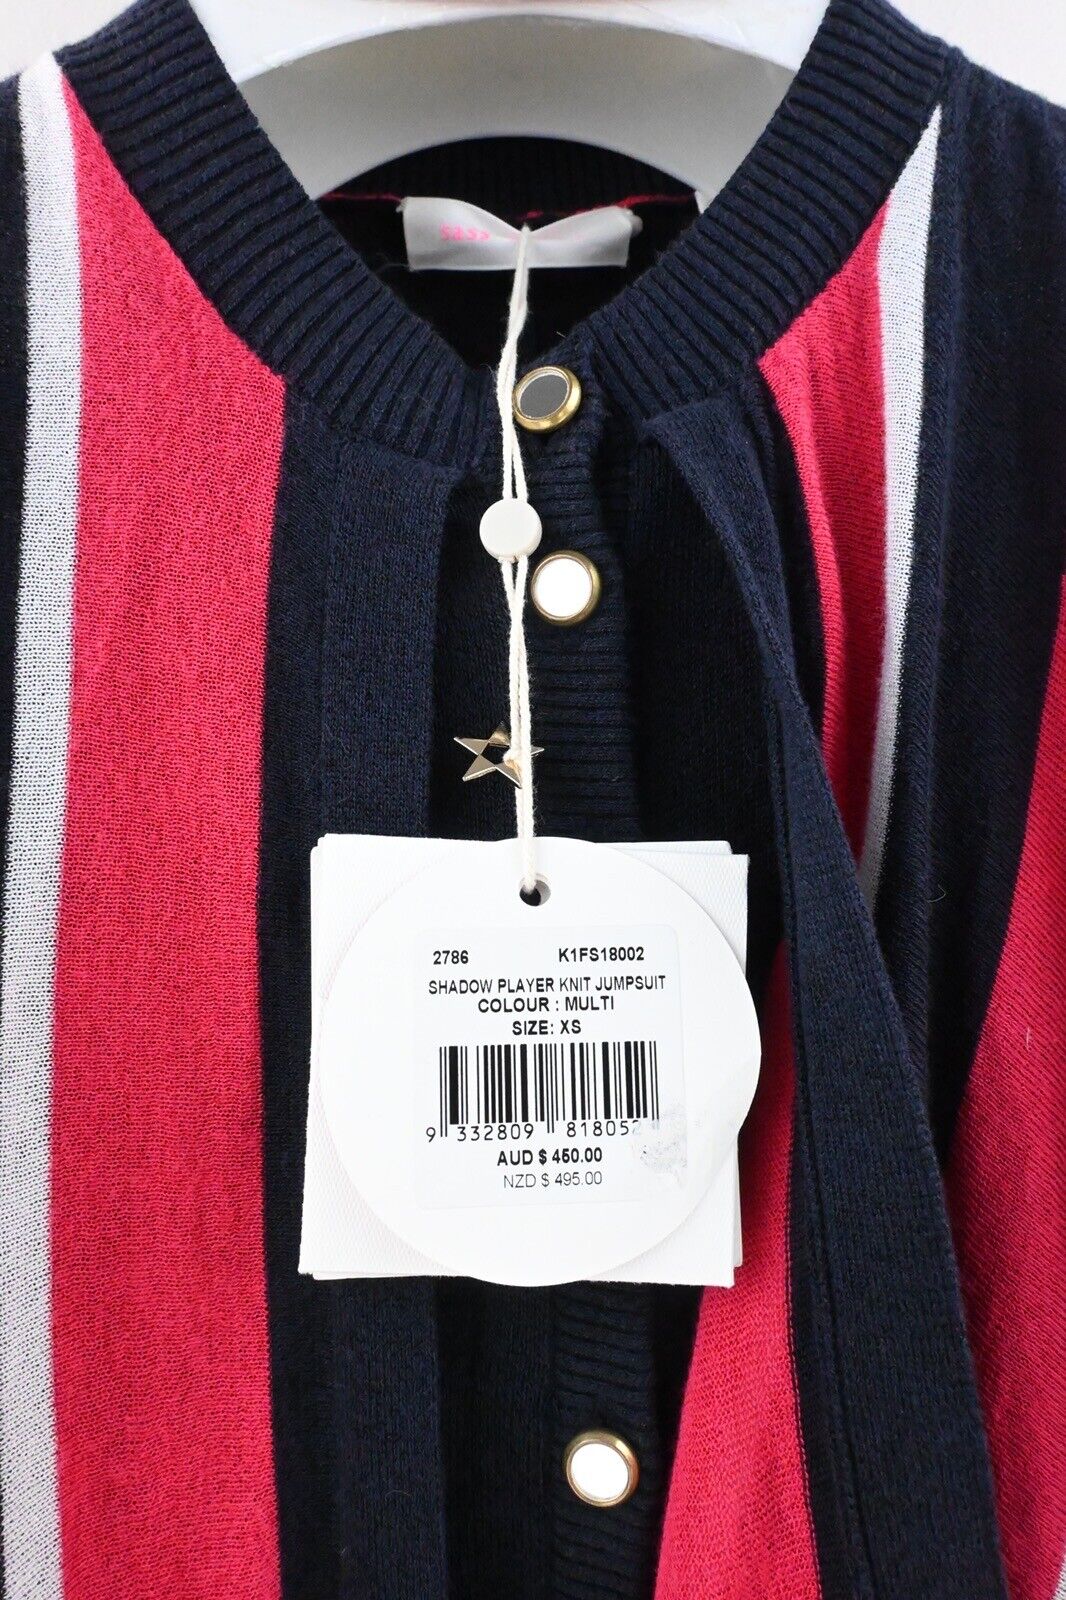 sass
2786 K1FS18002
SHADOW PLAYER KNIT JUMPSUIT
COLOUR : MULTI
SIZE: XS
9 332809 818052
AUD $ 450.00
NZD $ 495.00